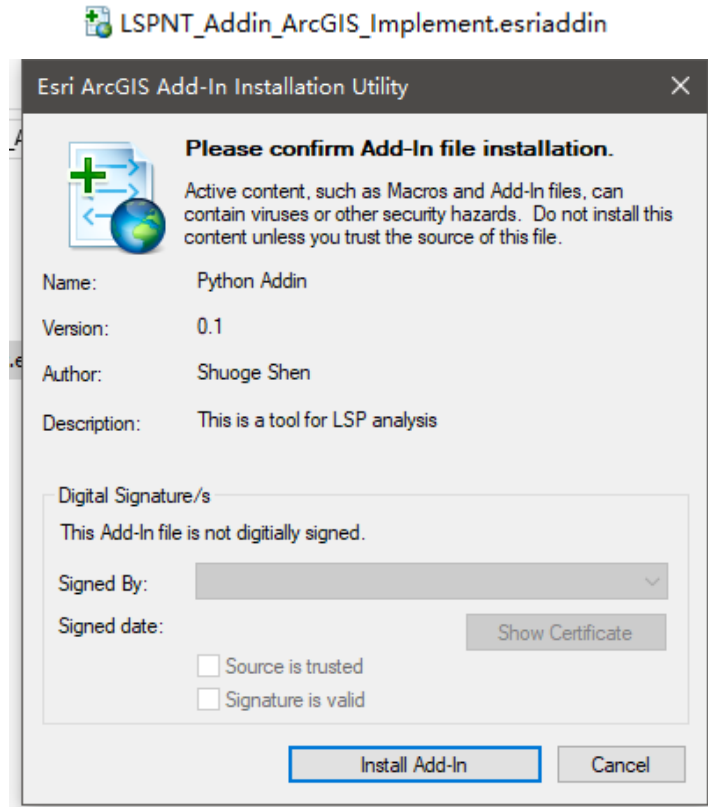 LSPNT_Addin_ArcGIS_Implement.esriaddin
Esri ArcGIS Add-In Installation Utility
Please confirm Add-In file installation.
Active content, such as Macros and Add-In files, can
contain viruses or other security hazards.  Do not install this
content unless you trust the source of this file.
Name: Python Addin
Version: 0.1
Author: Shuoge Shen
Description: This is a tool for LSP analysis
Digital Signature/s
This Add-In file is not digitially signed.
Signed By:
Signed date:
Show Certificate
Source is trusted
Signature is valid
Install Add-In Cancel